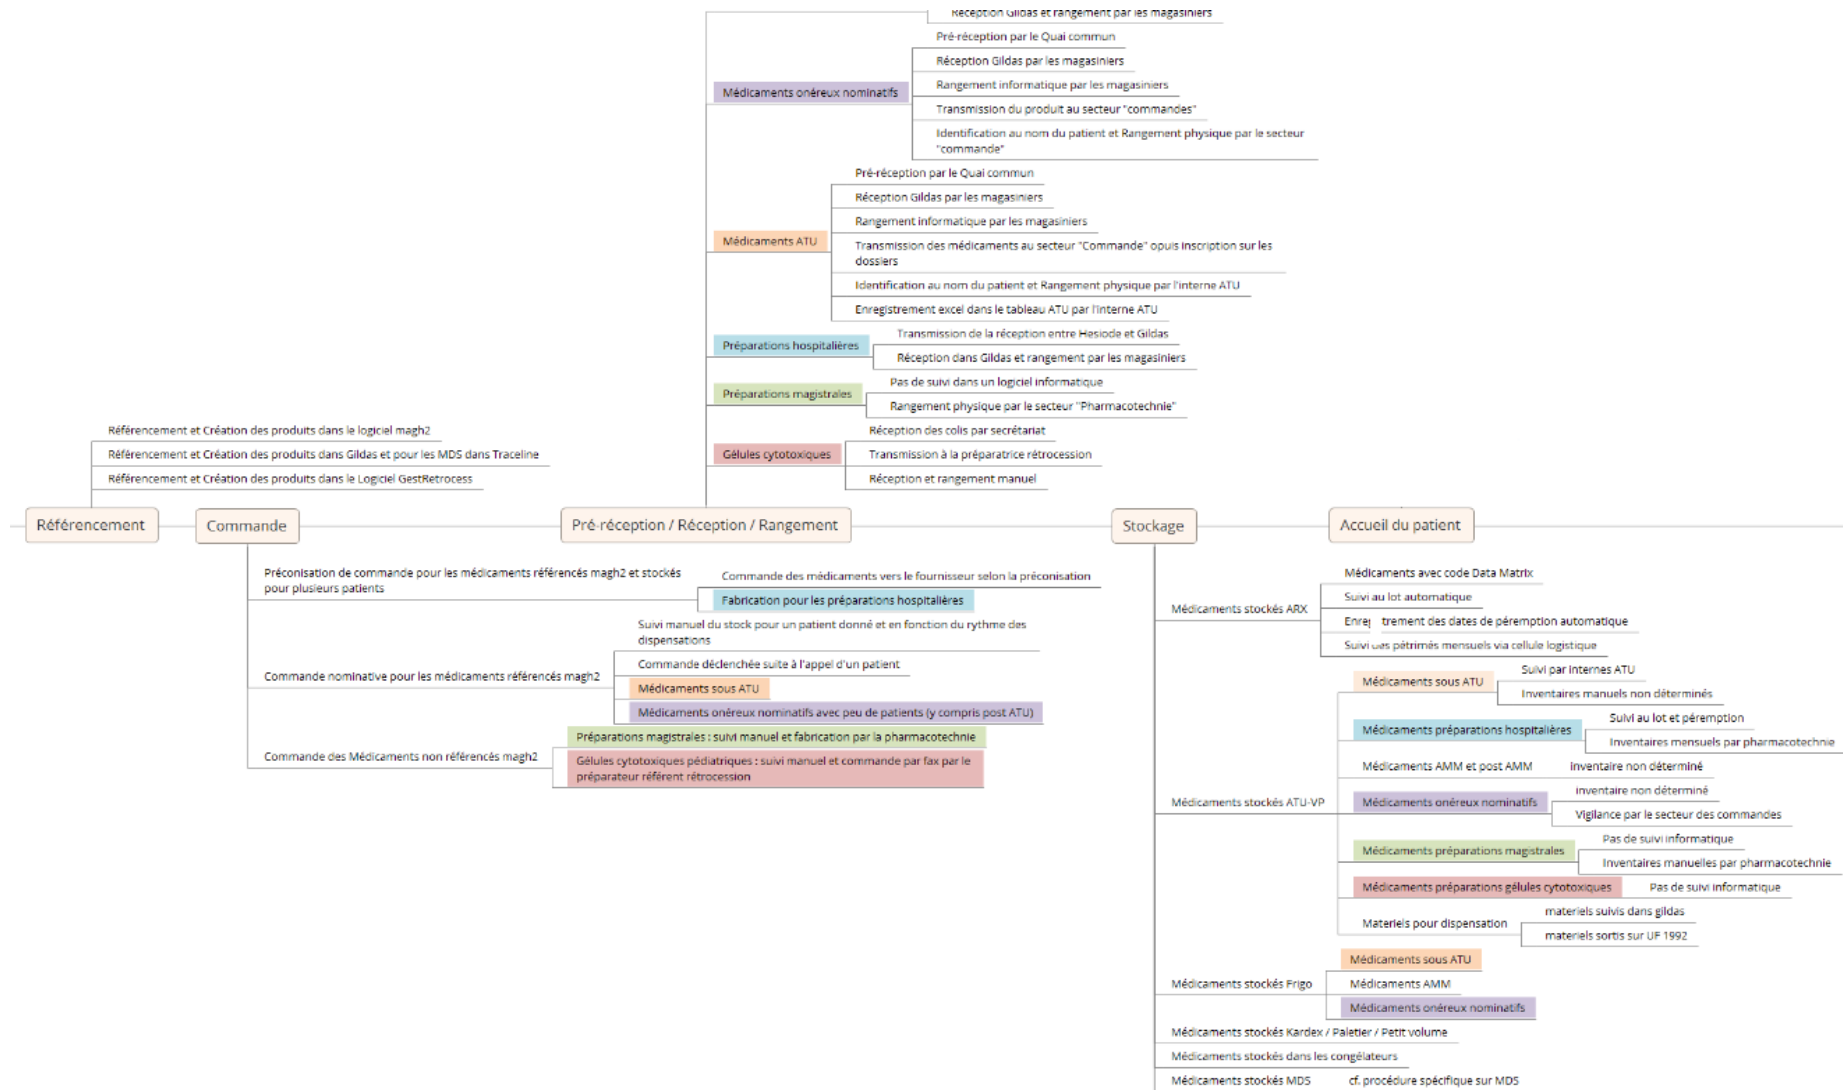 Réception Gildas et rangement par les magasiniers
Médicaments onéreux nominatifs
Pré-réception par le Quai commun
Réception Gildas par les magasiniers
Rangement informatique par les magasiniers
Transmission du produit au secteur "commandes"
Identification au nom du patient et Rangement physique par le secteur
"commande"
Médicaments ATU
Pré-réception par le Quai commun
Réception Gildas par les magasiniers
Rangement informatique par les magasiniers
Transmission des médicaments au secteur "Commande" opuis inscription sur les
dossiers
Identification au nom du patient et Rangement physique par l'interne ATU
Enregistrement excel dans le tableau ATU par l'interne ATU
Préparations hospitalières
Transmission de la réception entre Hesiode et Gildas
Réception dans Gildas et rangement par les magasiniers
Préparations magistrales
Pas de suivi dans un logiciel informatique
Rangement physique par le secteur "Pharmacotechnie"
Gélules cytotoxiques
Réception des colis par secrétariat
Transmission à la préparatrice rétrocession
Réception et rangement manuel
Référencement et Création des produits dans le logiciel magh2
Référencement et Création des produits dans Gildas et pour les MDS dans Traceline
Référencement et Création des produits dans le Logiciel GestRetrocess
Référencement
Commande
Pré-réception / Réception / Rangement
Stockage
Accueil du patient
Préconisation de commande pour les médicaments référencés magh2 et stockés
pour plusieurs patients
Commande des médicaments vers le fournisseur selon la préconisation
Fabrication pour les préparations hospitalières
Commande nominative pour les médicaments référencés magh2
Suivi manuel du stock pour un patient donné et en fonction du rythme des
dispensations
Commande déclenchée suite à l'appel d'un patient
Médicaments sous ATU
Médicaments onéreux nominatifs avec peu de patients (y compris post ATU)
Commande des Médicaments non référencés magh2
Préparations magistrales : suivi manuel et fabrication par la pharmacotechnie
Gélules cytotoxiques pédiatriques : suivi manuel et commande par fax par le
préparateur référent rétrocession
Médicaments stockés ARX
Médicaments avec code Data Matrix
Suivi au lot automatique
trement des dates de péremption automatique
Suivi des pétrimés mensuels via cellule logistique
Médicaments stockés ATU-VP
Médicaments sous ATU
Suivi par internes ATU
Inventaires manuels non déterminés
Médicaments préparations hospitalières
Suivi au lot et péremption
Inventaires mensuels par pharmacotechnie
Médicaments AMM et post AMM
inventaire non déterminé
Médicaments onéreux nominatifs
inventaire non déterminé
Vigilance par le secteur des commandes
Médicaments préparations magistrales
Pas de suivi informatique
Inventaires manuelles par pharmacotechnie
Médicaments préparations gélules cytotoxiques
Pas de suivi informatique
Materiels pour dispensation
materiels suivis dans gildas
materiels sortis sur UF 1992
Médicaments stockés Frigo
Médicaments sous ATU
Médicaments AMM
Médicaments onéreux nominatifs
Médicaments stockés Kardex / Paletier / Petit volume
Médicaments stockés dans les congélateurs
Médicaments stockés MDS
cf. procédure spécifique sur MDS